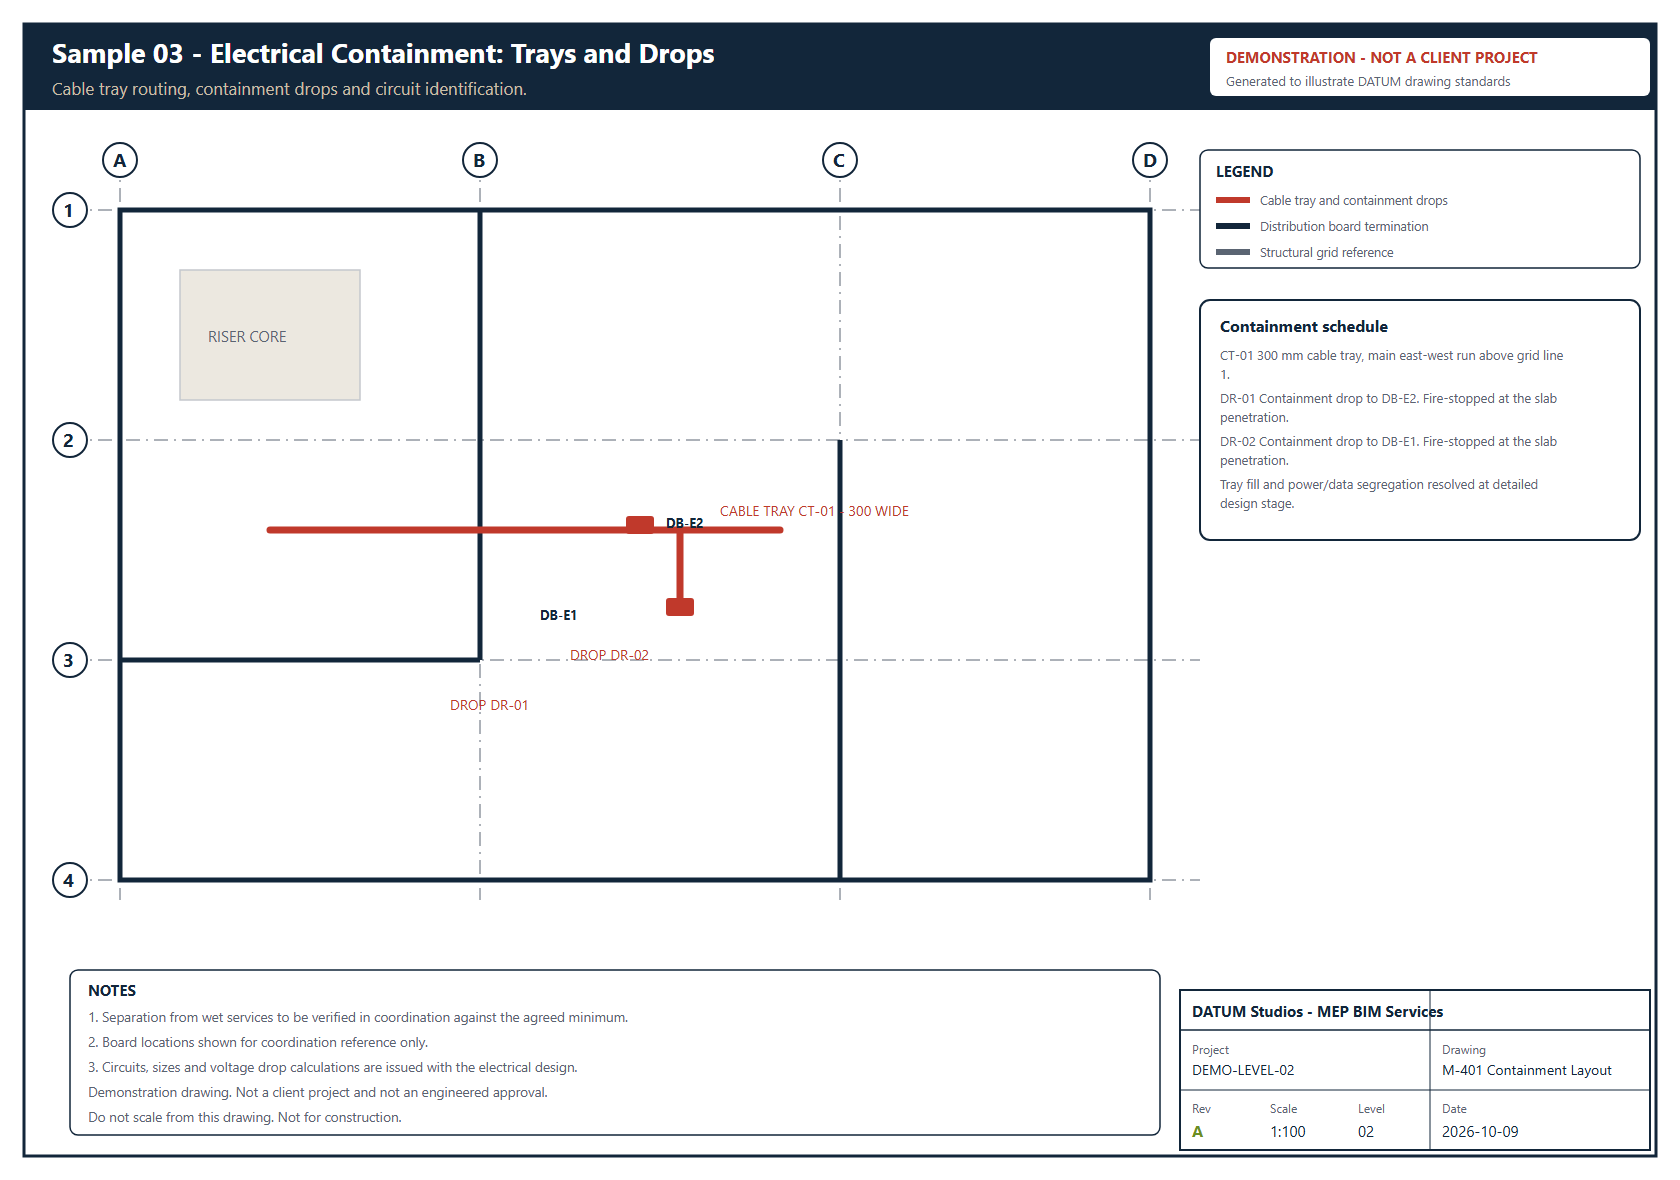 Sample 03 - Electrical Containment: Trays and Drops
Cable tray routing, containment drops and circuit identification.
DEMONSTRATION - NOT A CLIENT PROJECT
Generated to illustrate DATUM drawing standards
A
B
C
D
1
2
3
4
RISER CORE
CABLE TRAY CT-01 - 300 WIDE
DB-E2
DB-E1
DROP DR-02
DROP DR-01
LEGEND
Cable tray and containment drops
Distribution board termination
Structural grid reference
Containment schedule
CT-01 300 mm cable tray, main east-west run above grid line
1.
DR-01 Containment drop to DB-E2. Fire-stopped at the slab
penetration.
DR-02 Containment drop to DB-E1. Fire-stopped at the slab
penetration.
Tray fill and power/data segregation resolved at detailed
design stage.
NOTES
1. Separation from wet services to be verified in coordination against the agreed minimum.
2. Board locations shown for coordination reference only.
3. Circuits, sizes and voltage drop calculations are issued with the electrical design.
Demonstration drawing. Not a client project and not an engineered approval.
Do not scale from this drawing. Not for construction.
DATUM Studios - MEP BIM Services
Project
DEMO-LEVEL-02
Drawing
M-401 Containment Layout
Rev
A
Scale
1:100
Level
02
Date
2026-10-09